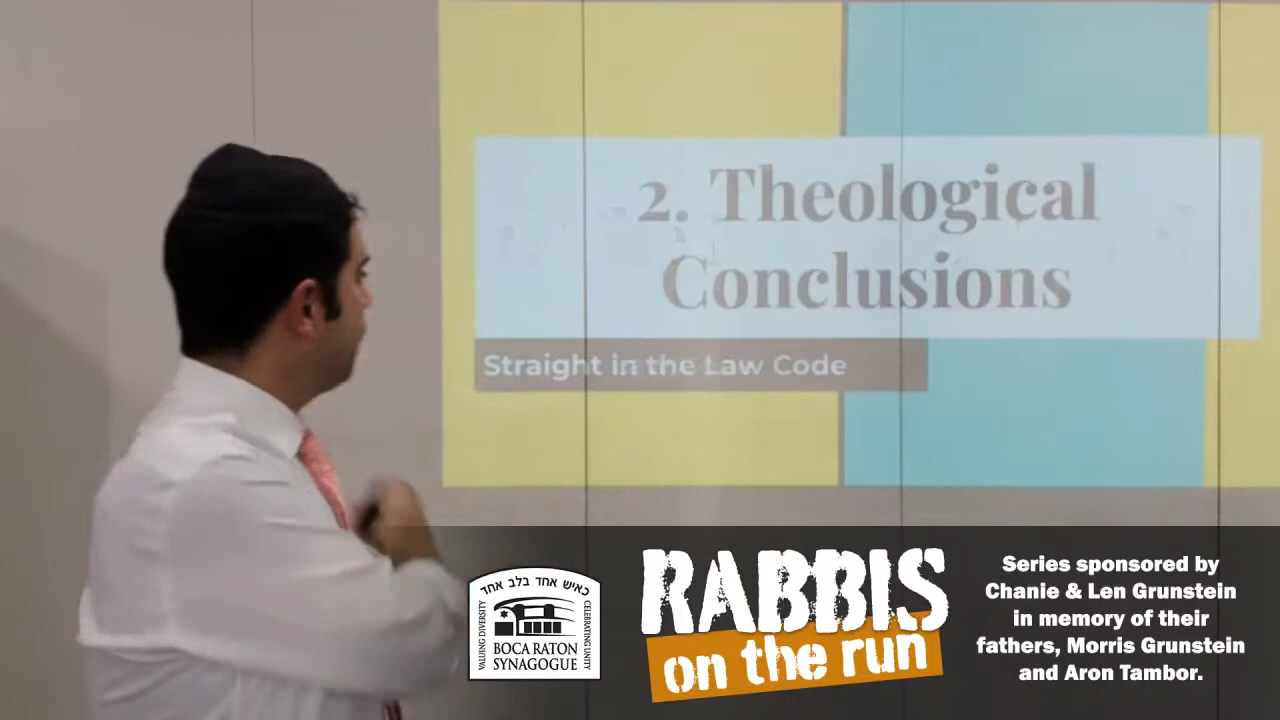 2. Theological
Conclusions
Straight in the Law Code
כאיש אחד בלב אחד
VALUING DIVERSITY
CELEBRATING UNITY
BOCA RATON
SYNAGOGUE
RABBIS
on the run
Series sponsored by
Chanie & Len Grunstein
in memory of their
fathers, Morris Grunstein
and Aron Tambor.